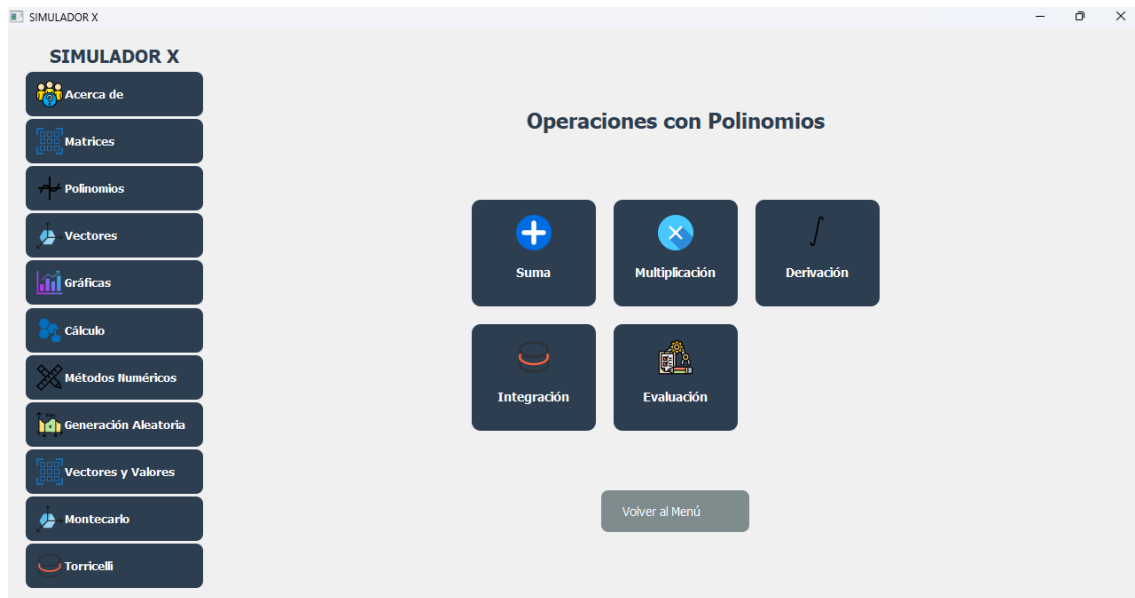 SIMULADOR X
SIMULADOR X
Acerca de
Matrices
Polinomios
Vectores
Gráficas
Cálculo
Métodos Numéricos
Generación Aleatoria
Vectores y Valores
Montecarlo
Torricelli
Operaciones con Polinomios
Suma
Multiplicación
Derivación
Integración
Evaluación
Volver al Menú